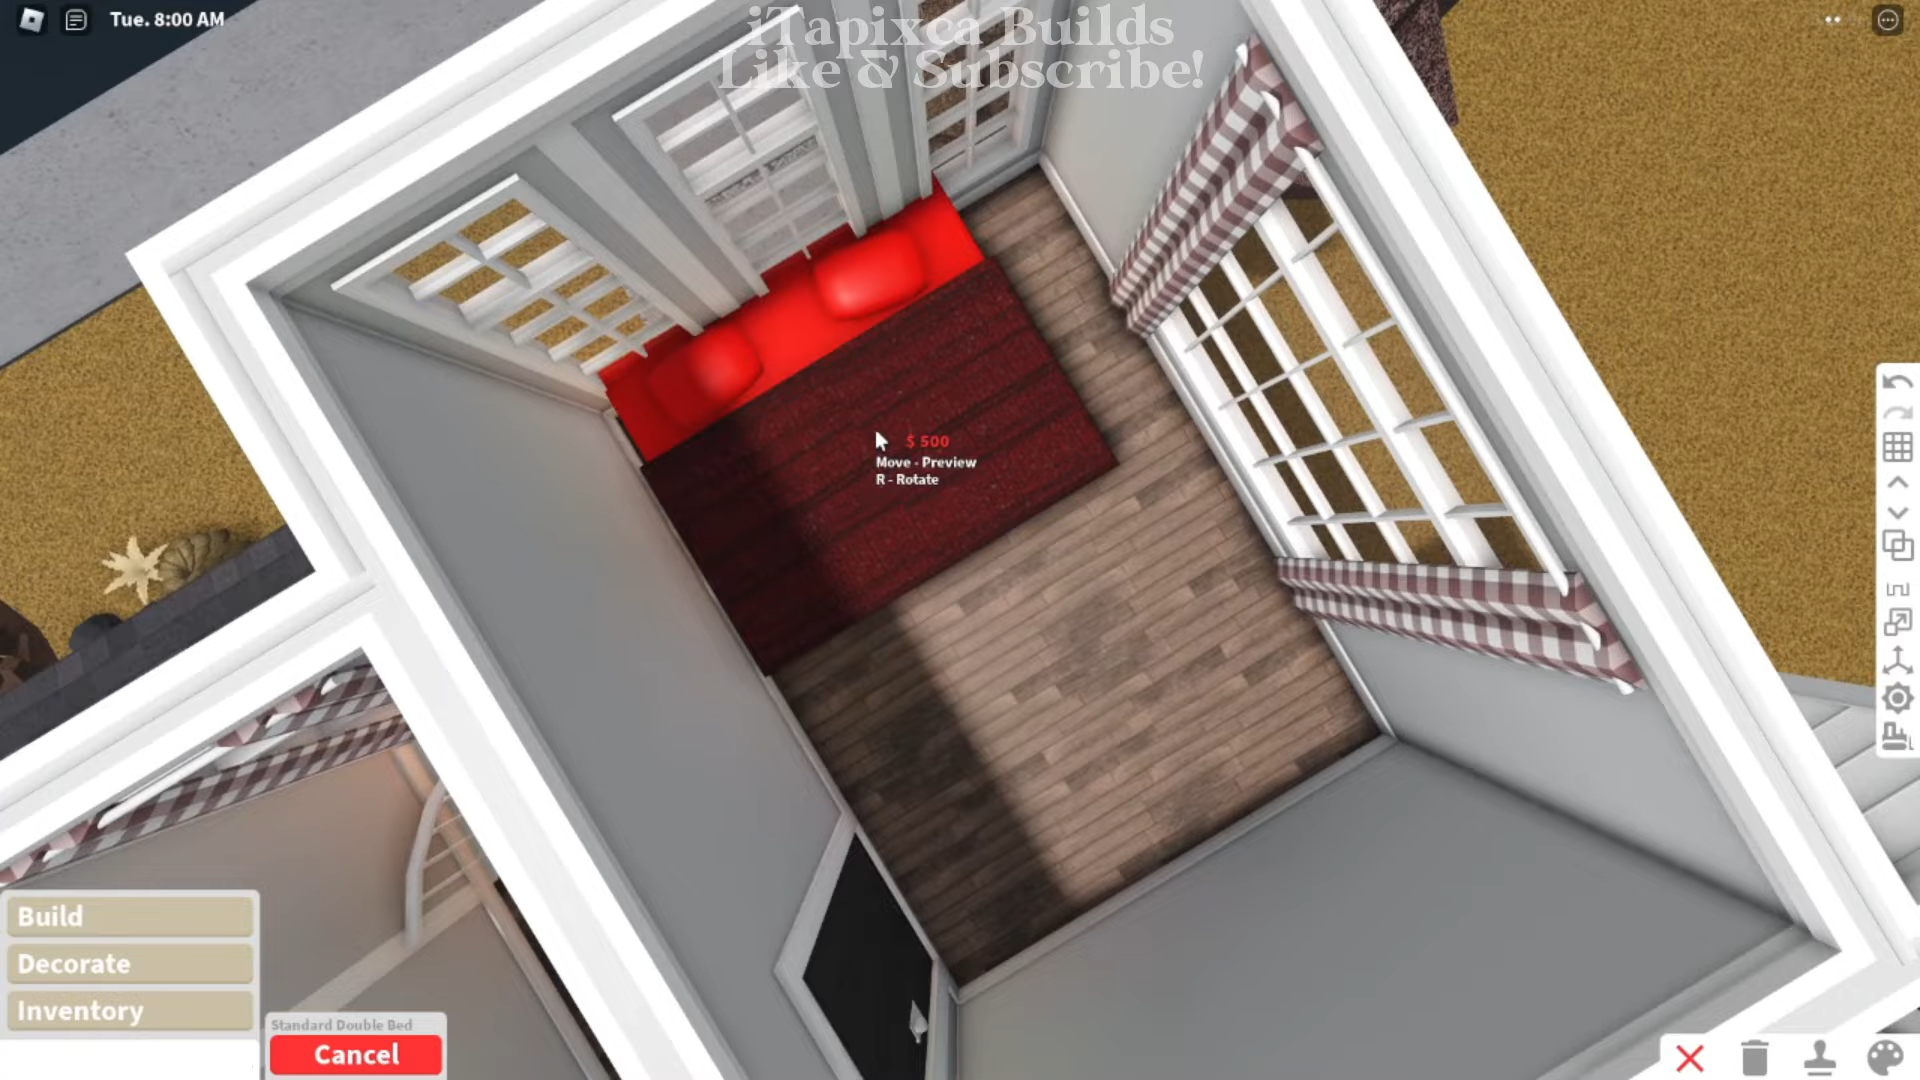 Tue. 8:00 AM
iTapixca Builds
Like & Subscribe!
$ 500
Move - Preview
R - Rotate
Build
Decorate
Inventory
Standard Double Bed
Cancel